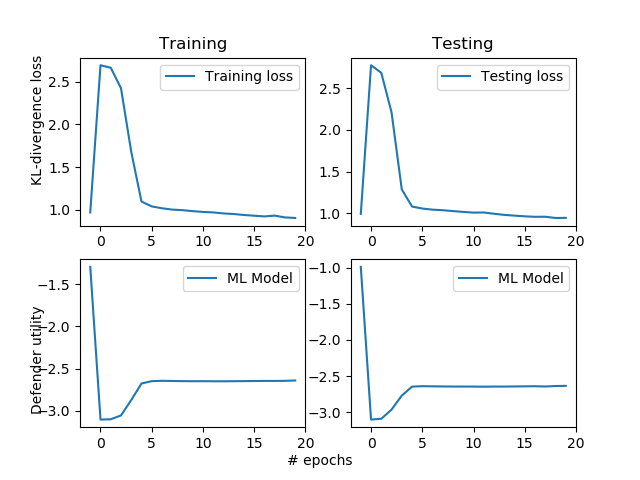 Training
KL-divergence loss
2.5
2.0
1.5
1.0
Training loss
0 5 10 15 20
Testing
2.5
2.0
1.5
1.0
Testing loss
0 5 10 15 20
Defender utility
−1.5
−2.0
−2.5
−3.0
ML Model
0 5 10 15 20
−1.0
−1.5
−2.0
−2.5
−3.0
ML Model
0 5 10 15 20
# epochs